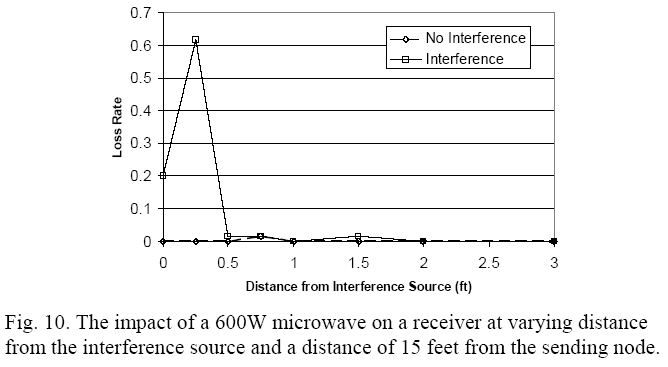 0.7
0.6
0.5
0.4
0.3
0.2
0.1
0
Loss Rate
No Interference
Interference
0 0.5 1 1.5 2 2.5 3
Distance from Interference Source (ft)
Fig. 10. The impact of a 600W microwave on a receiver at varying distance
from the interference source and a distance of 15 feet from the sending node.